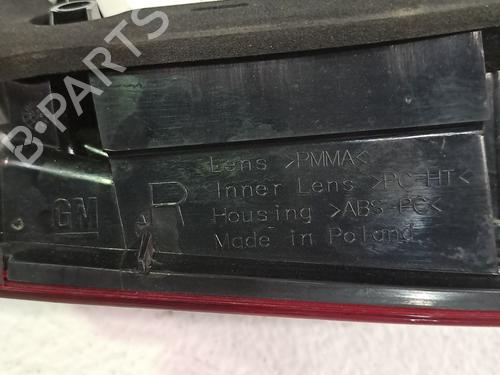 B·PARTS
Lens >PMMA<
Inner Lens >PC-HT<
GM R Housing >ABS+PC<
Made in Poland